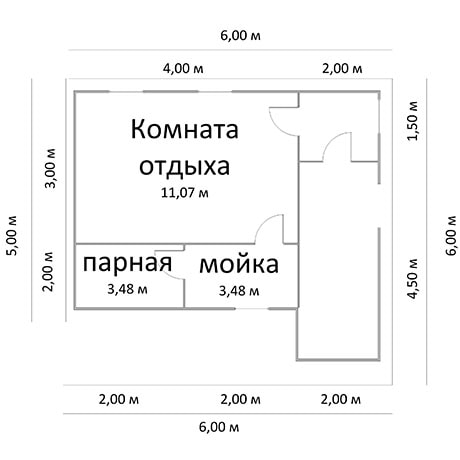 6,00 м
4,00 м
2,00 м
Комната
отдыха
11,07 м
1,50 м
3,00 м
5,00 м
6,00 м
парная
3,48 м
мойка
3,48 м
2,00 м
4,50 м
2,00 м
2,00 м
2,00 м
6,00 м